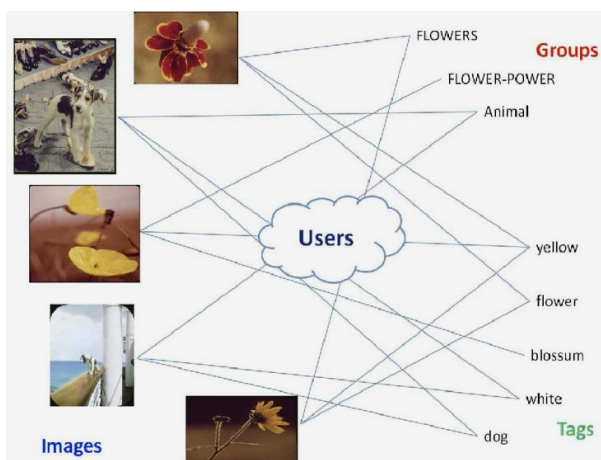 FLOWERS
Groups
FLOWER-POWER
Animal
Users
yellow
flower
blossum
white
dog
Tags
Images